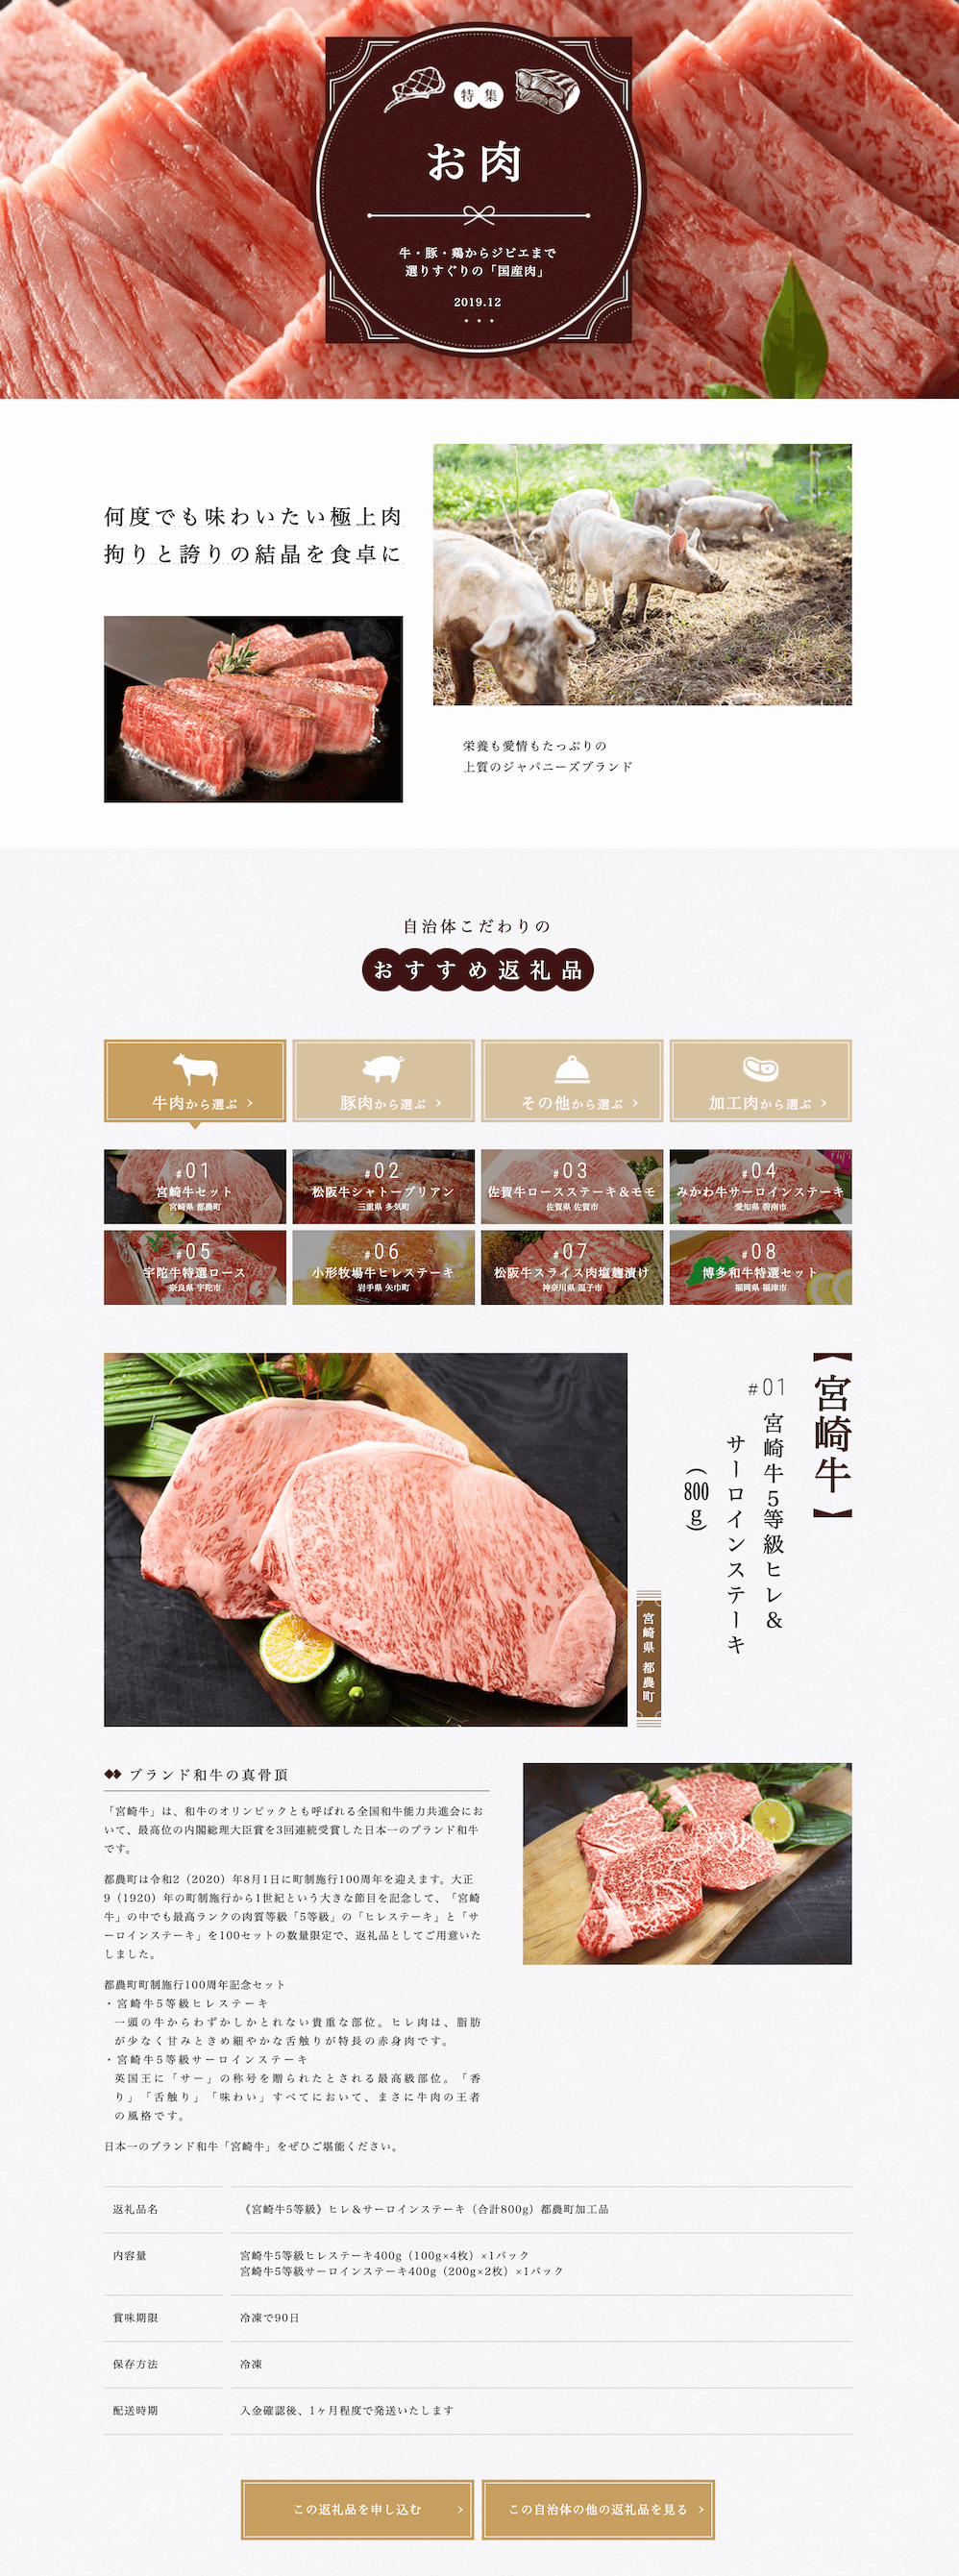 特集
お肉
牛・豚・鶏からジビエまで
選りすぐりの「国産肉」
2019.12
何度でも味わいたい極上肉
拘りと誇りの結晶を食卓に
栄養も愛情もたっぷりの
上質のジャパニーズブランド
自治体こだわりの
おすすめ返礼品
牛肉から選ぶ
豚肉から選ぶ
その他から選ぶ
加工肉から選ぶ
#01
宮崎牛セット
宮崎県 都農町
#02
松阪牛シャトーブリアン
三重県 多気町
#03
佐賀牛ロースステーキ＆モモ
佐賀県 佐賀市
#04
みかわ牛サーロインステーキ
愛知県 碧南市
#05
宇陀牛特選ロース
奈良県 宇陀市
#06
小形牧場牛ヒレステーキ
岩手県 矢巾町
#07
松阪牛スライス肉塩麹漬け
神奈川県 逗子市
#08
博多和牛特選セット
福岡県 福津市
【宮崎牛】
#01
宮崎牛5等級ヒレ＆
サーロインステーキ
（800g）
宮崎県 都農町
ブランド和牛の真骨頂
「宮崎牛」は、和牛のオリンピックとも呼ばれる全国和牛能力共進会にお
いて、最高位の内閣総理大臣賞を3回連続受賞した日本一のブランド和牛
です。
都農町は令和2（2020）年8月1日に町制施行100周年を迎えます。大正
9（1920）年の町制施行から1世紀という大きな節目を記念して、「宮崎
牛」の中でも最高ランクの肉質等級「5等級」の「ヒレステーキ」と「サ
ーロインステーキ」を100セットの数量限定で、返礼品としてご用意いた
しました。
都農町町制施行100周年記念セット
・宮崎牛5等級ヒレステーキ
一頭の牛からわずかしかとれない貴重な部位。ヒレ肉は、脂肪
が少なく甘みときめ細やかな舌触りが特長の赤身肉です。
・宮崎牛5等級サーロインステーキ
英国王に「サー」の称号を贈られたとされる最高級部位。「香
り」「舌触り」「味わい」すべてにおいて、まさに牛肉の王者
の風格です。
日本一のブランド和牛「宮崎牛」をぜひご堪能ください。
返礼品名
《宮崎牛5等級》ヒレ＆サーロインステーキ（合計800g）都農町加工品
内容量
宮崎牛5等級ヒレステーキ400g（100g×4枚）×1パック
宮崎牛5等級サーロインステーキ400g（200g×2枚）×1パック
賞味期限
冷凍で90日
保存方法
冷凍
配送時期
入金確認後、1ヶ月程度で発送いたします
この返礼品を申し込む
この自治体の他の返礼品を見る